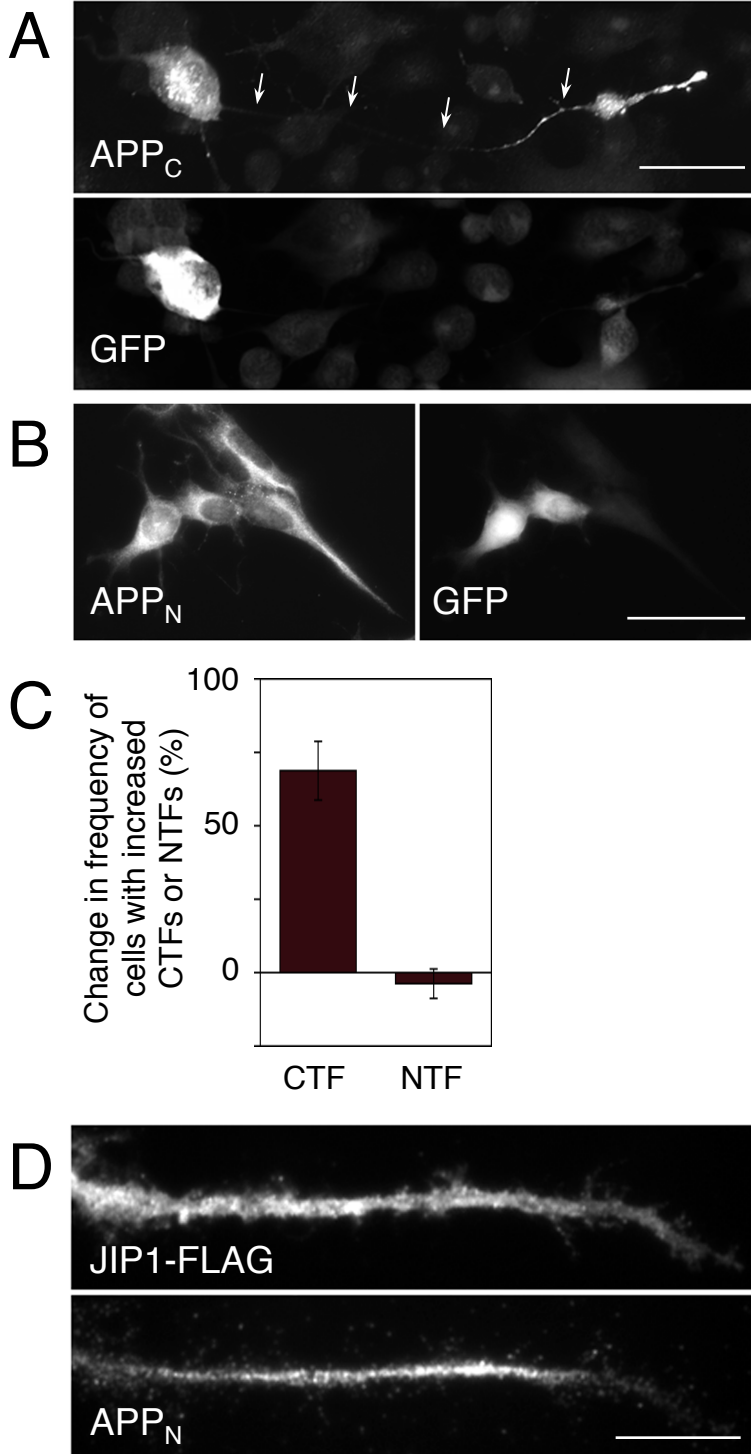 A
APPC
GFP
B
APPN
GFP
C
Change in frequency of
cells with increased
CTFs or NTFs (%)
100
50
0
CTF
NTF
D
JIP1-FLAG
APPN